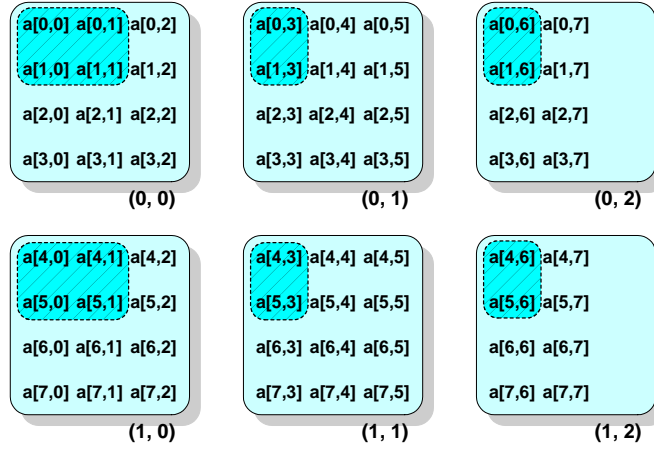 a[0,0] a[0,1] a[0,2] a[0,3] a[0,4] a[0,5] a[0,6] a[0,7]
a[1,0] a[1,1] a[1,2] a[1,3] a[1,4] a[1,5] a[1,6] a[1,7]
a[2,0] a[2,1] a[2,2] a[2,3] a[2,4] a[2,5] a[2,6] a[2,7]
a[3,0] a[3,1] a[3,2] a[3,3] a[3,4] a[3,5] a[3,6] a[3,7]
(0, 0) (0, 1) (0, 2)
a[4,0] a[4,1] a[4,2] a[4,3] a[4,4] a[4,5] a[4,6] a[4,7]
a[5,0] a[5,1] a[5,2] a[5,3] a[5,4] a[5,5] a[5,6] a[5,7]
a[6,0] a[6,1] a[6,2] a[6,3] a[6,4] a[6,5] a[6,6] a[6,7]
a[7,0] a[7,1] a[7,2] a[7,3] a[7,4] a[7,5] a[7,6] a[7,7]
(1, 0) (1, 1) (1, 2)